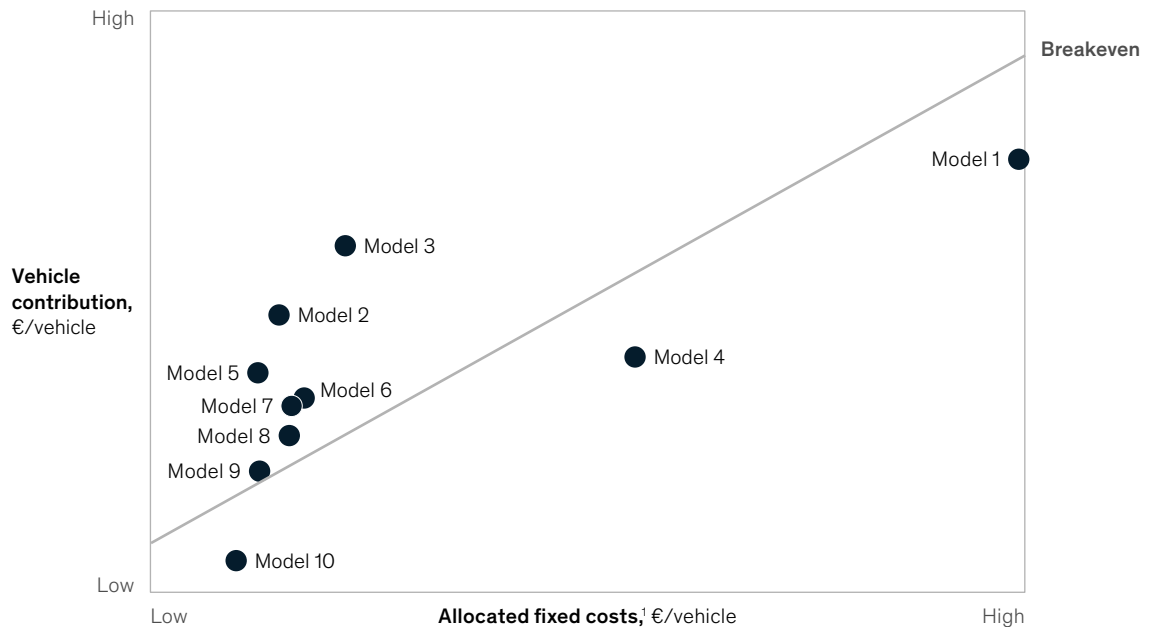 High
Breakeven
Model 1
Model 3
Vehicle
contribution,
€/vehicle
Model 2
Model 4
Model 5
Model 6
Model 7
Model 8
Model 9
Model 10
Low
Low
Allocated fixed costs,¹ €/vehicle
High